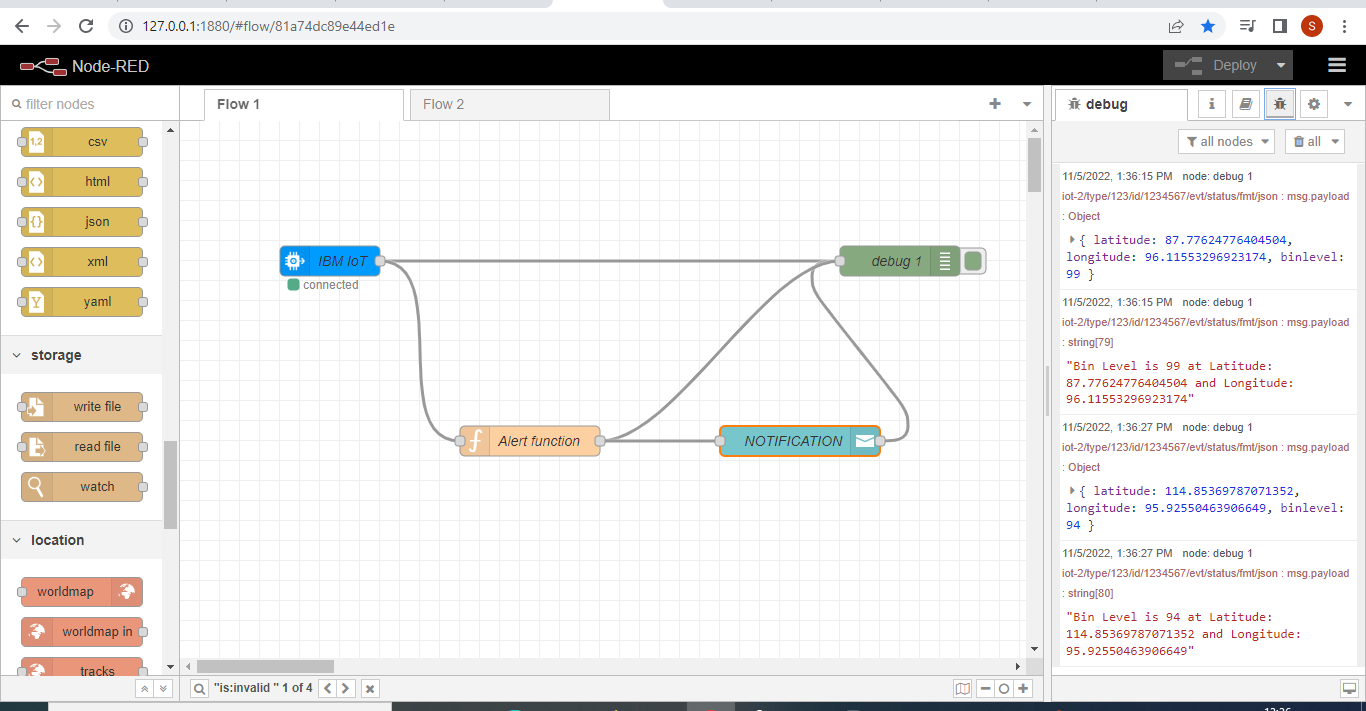 127.0.0.1:1880/#flow/81a74dc89e44ed1e
S
Node-RED
Deploy
filter nodes
Flow 1
Flow 2
debug
i
all nodes
all
1,2
csv
html
json
xml
yaml
storage
write file
read file
watch
location
worldmap
worldmap in
tracks
IBM IoT
connected
debug 1
Alert function
NOTIFICATION
11/5/2022, 1:36:15 PM node: debug 1
iot-2/type/123/id/1234567/evt/status/fmt/json : msg.payload
: Object
{ latitude: 87.77624776404504,
longitude: 96.11553296923174, binlevel:
99 }
11/5/2022, 1:36:15 PM node: debug 1
iot-2/type/123/id/1234567/evt/status/fmt/json : msg.payload
: string[79]
"Bin Level is 99 at Latitude:
87.77624776404504 and Longitude:
96.11553296923174"
11/5/2022, 1:36:27 PM node: debug 1
iot-2/type/123/id/1234567/evt/status/fmt/json : msg.payload
: Object
{ latitude: 114.85369787071352,
longitude: 95.92550463906649, binlevel:
94 }
11/5/2022, 1:36:27 PM node: debug 1
iot-2/type/123/id/1234567/evt/status/fmt/json : msg.payload
: string[80]
"Bin Level is 94 at Latitude:
114.85369787071352 and Longitude:
95.92550463906649"
"is:invalid " 1 of 4